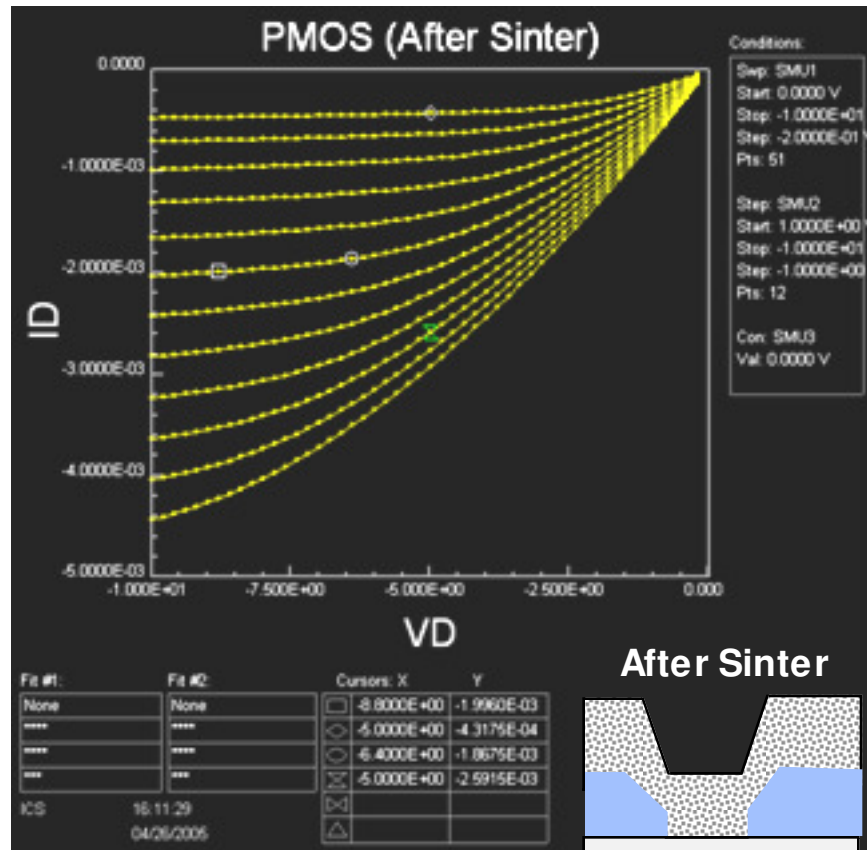 PMOS (After Sinter)
Conditions:
Swp: SMU1
Start: 0.0000 V
Stop: -1.0000E+01
Step: -2.0000E-01 V
Pts: 51
Step: SMU2
Start: 1.0000E+00 V
Stop: -1.0000E+01
Step: -1.0000E+00
Pts: 12
Con: SMU3
Val: 0.0000 V
ID
0.0000
-1.0000E-03
-2.0000E-03
-3.0000E-03
-4.0000E-03
-5.0000E-03
-1.000E+01 -7.500E+00 -5.000E+00 -2.500E+00 0.000
VD
Fit #1: Fit #2: Cursors: X Y
None None -8.8000E+00 -1.9960E-03
**** **** -5.0000E+00 -4.3175E-04
**** **** -6.4000E+00 -1.8675E-03
*** *** -5.0000E+00 -2.5915E-03
ICS 16:11:29
04/26/2005
After Sinter